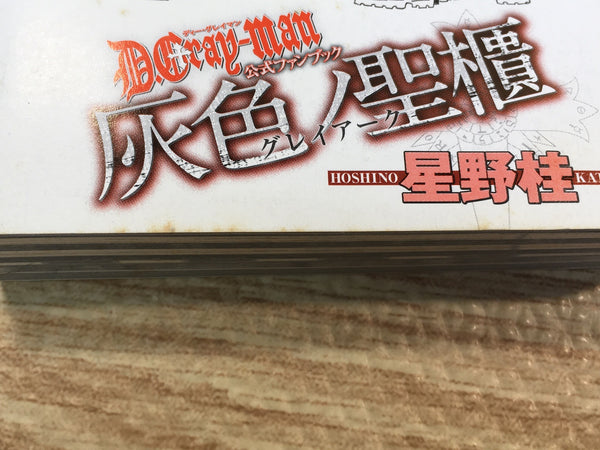 ディー・グレイマン
D.Gray-man
公式ファンブック
灰色ノ聖櫃
グレイアーク
HOSHINO 星野桂 KAT